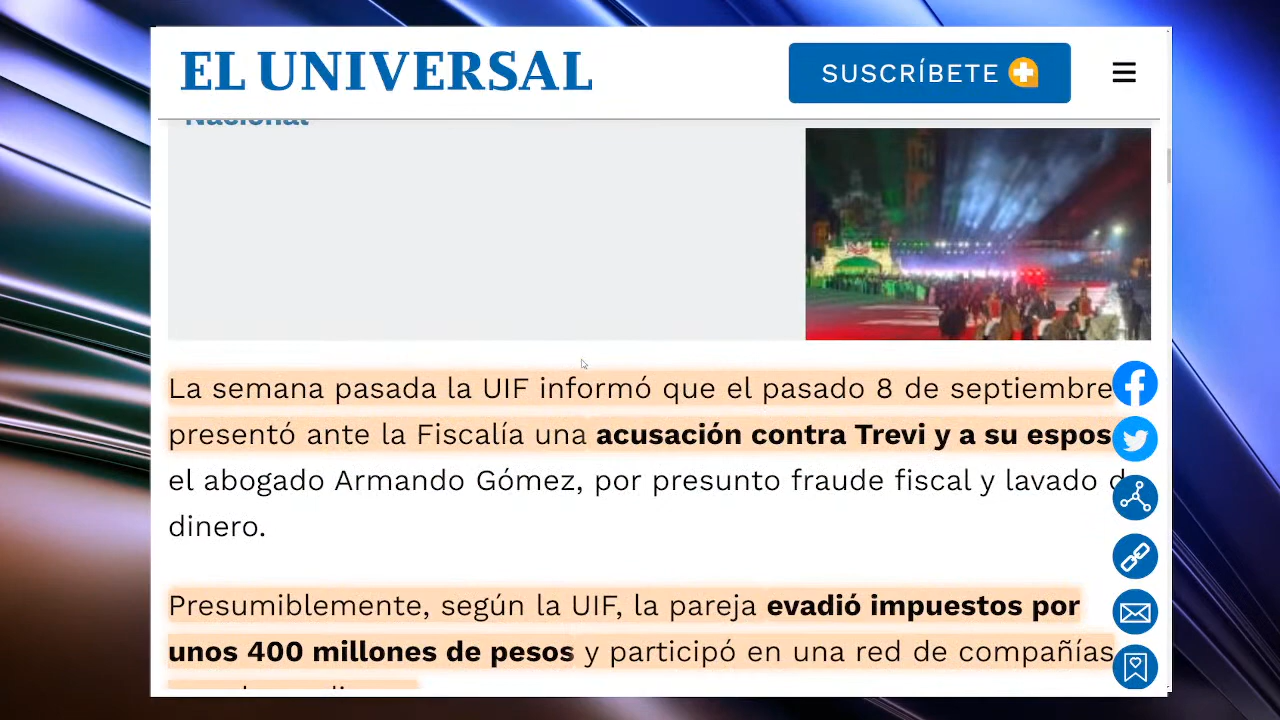 EL UNIVERSAL
SUSCRÍBETE
Nacional
La semana pasada la UIF informó que el pasado 8 de septiembre
presentó ante la Fiscalía una acusación contra Trevi y a su espos
el abogado Armando Gómez, por presunto fraude fiscal y lavado d
dinero.
Presumiblemente, según la UIF, la pareja evadió impuestos por
unos 400 millones de pesos y participó en una red de compañías